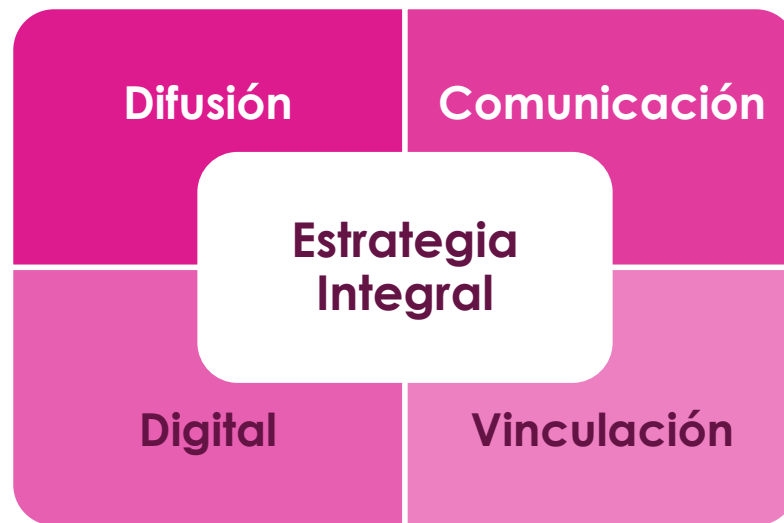 Difusión
Comunicación
Estrategia
Integral
Digital
Vinculación